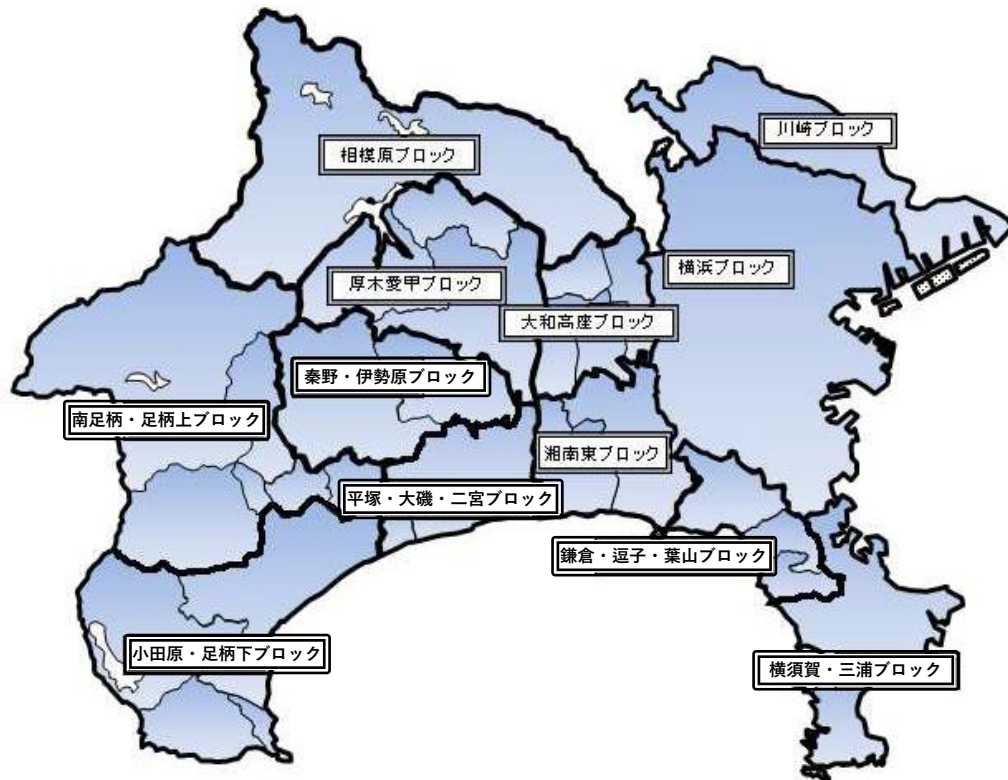 川崎ブロック
相模原ブロック
横浜ブロック
厚木愛甲ブロック
大和高座ブロック
秦野・伊勢原ブロック
南足柄・足柄上ブロック
湘南東ブロック
平塚・大磯・二宮ブロック
鎌倉・逗子・葉山ブロック
小田原・足柄下ブロック
横須賀・三浦ブロック